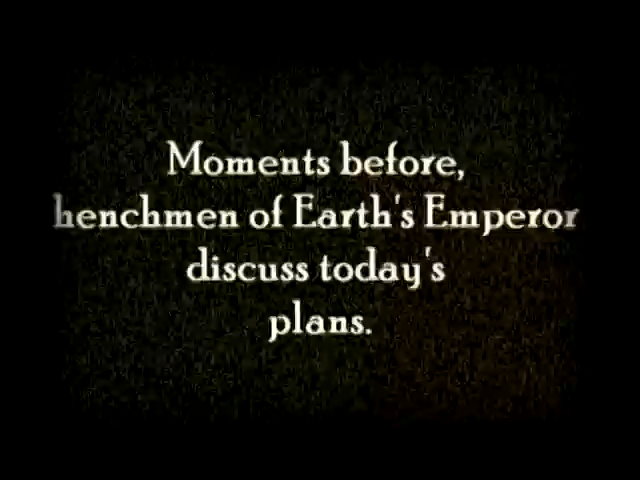 Moments before,
henchmen of Earth's Emperor
discuss today's
plans.